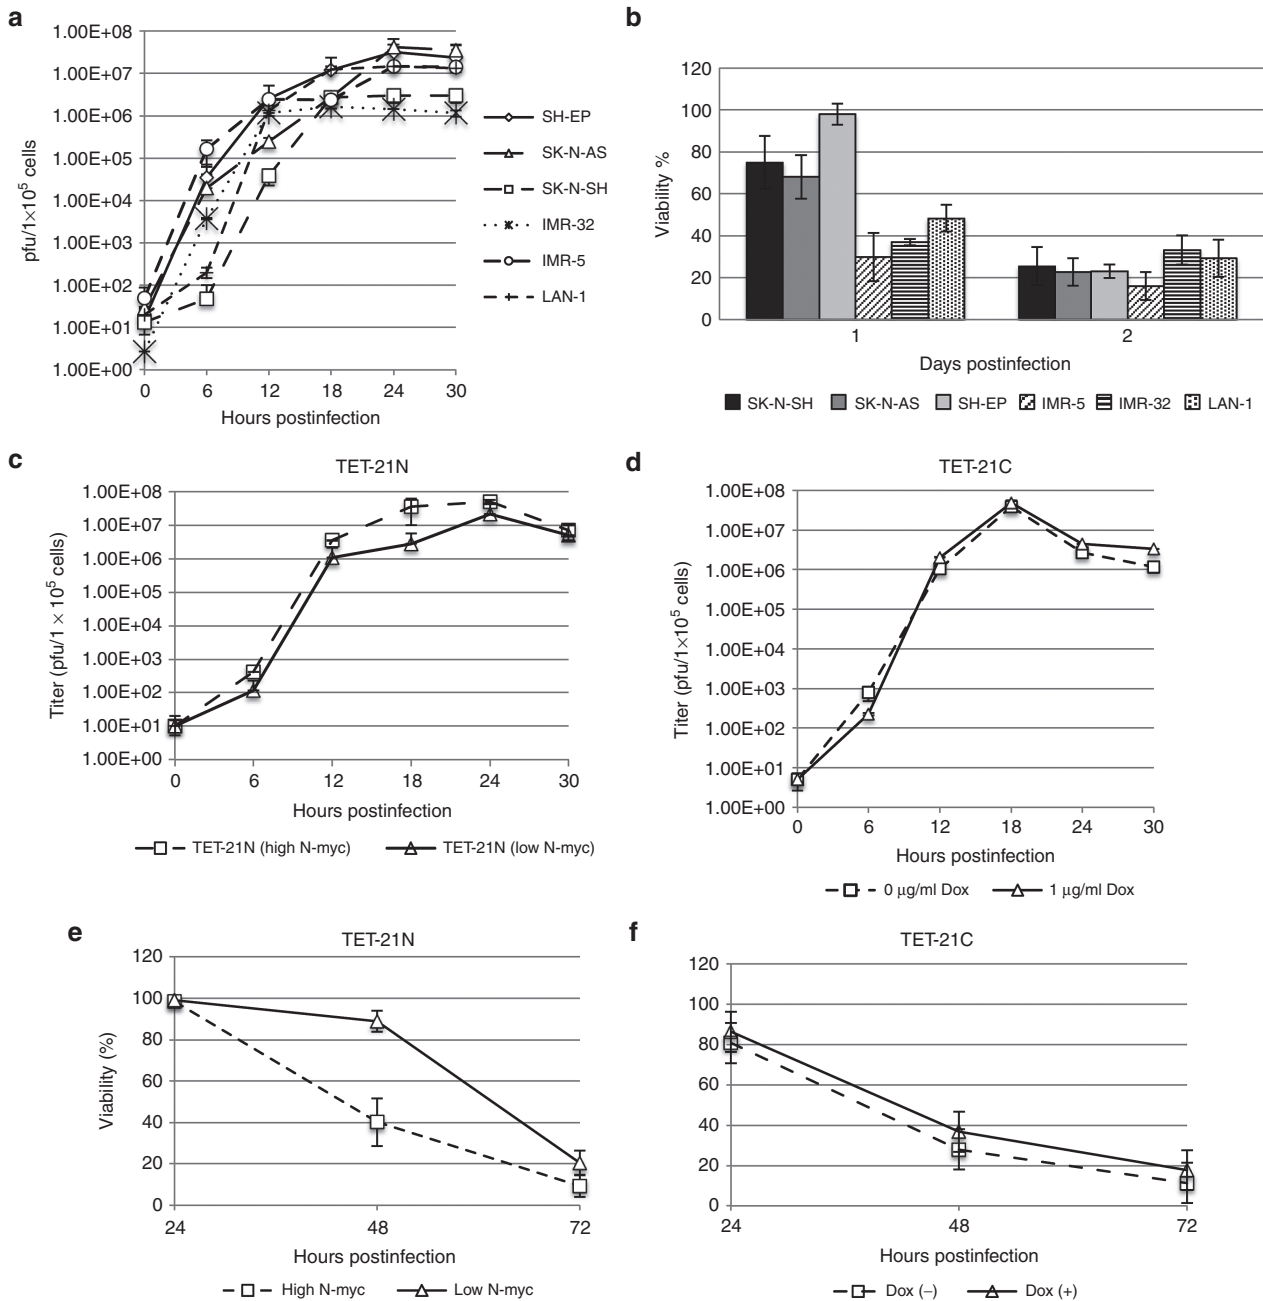 a
1.00E+08
1.00E+07
1.00E+06
1.00E+05
1.00E+04
1.00E+03
1.00E+02
1.00E+01
1.00E+00
pfu/1×10⁵ cells
0 6 12 18 24 30
Hours postinfection
SH-EP
SK-N-AS
SK-N-SH
IMR-32
IMR-5
LAN-1
b
120
100
80
60
40
20
0
Viability %
1 2
Days postinfection
SK-N-SH SK-N-AS SH-EP IMR-5 IMR-32 LAN-1
c
TET-21N
1.00E+08
1.00E+07
1.00E+06
1.00E+05
1.00E+04
1.00E+03
1.00E+02
1.00E+01
1.00E+00
Titer (pfu/1 × 10⁵ cells)
0 6 12 18 24 30
Hours postinfection
TET-21N (high N-myc) TET-21N (low N-myc)
d
TET-21C
1.00E+08
1.00E+07
1.00E+06
1.00E+05
1.00E+04
1.00E+03
1.00E+02
1.00E+01
1.00E+00
Titer (pfu/1×10⁵ cells)
0 6 12 18 24 30
Hours postinfection
0 μg/ml Dox 1 μg/ml Dox
e
TET-21N
120
100
80
60
40
20
0
Viability (%)
24 48 72
Hours postinfection
High N-myc Low N-myc
f
TET-21C
120
100
80
60
40
20
0
24 48 72
Hours postinfection
Dox (–) Dox (+)